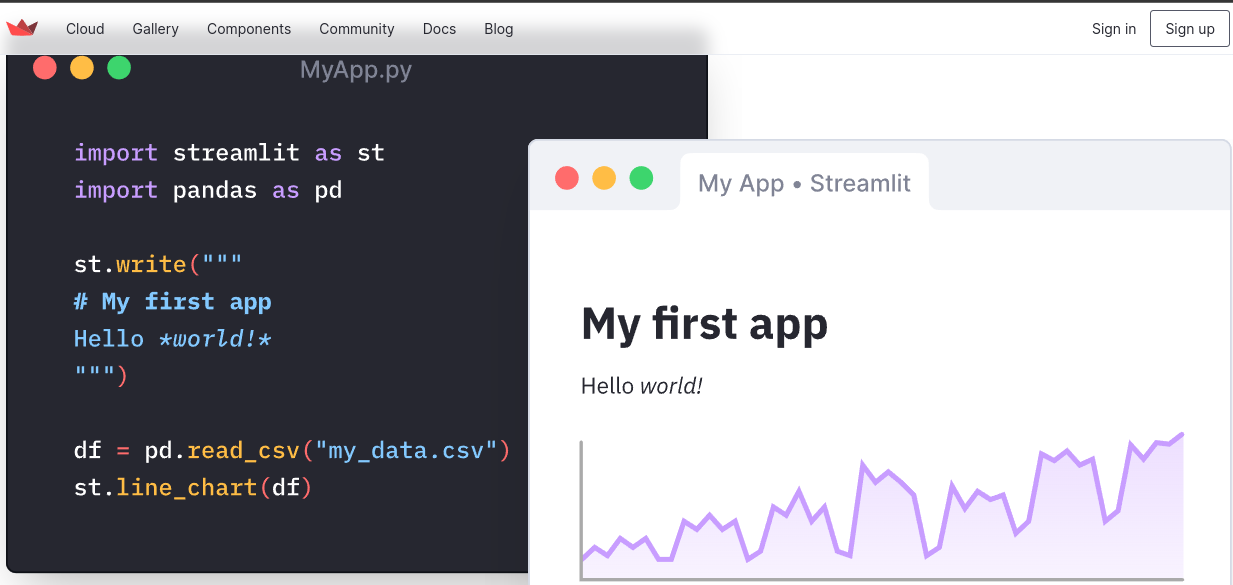 Cloud Gallery Components Community Docs Blog Sign in Sign up
MyApp.py
import streamlit as st
import pandas as pd
st.write("""
# My first app
Hello *world!*
""")
df = pd.read_csv("my_data.csv")
st.line_chart(df)
My App • Streamlit
My first app
Hello world!